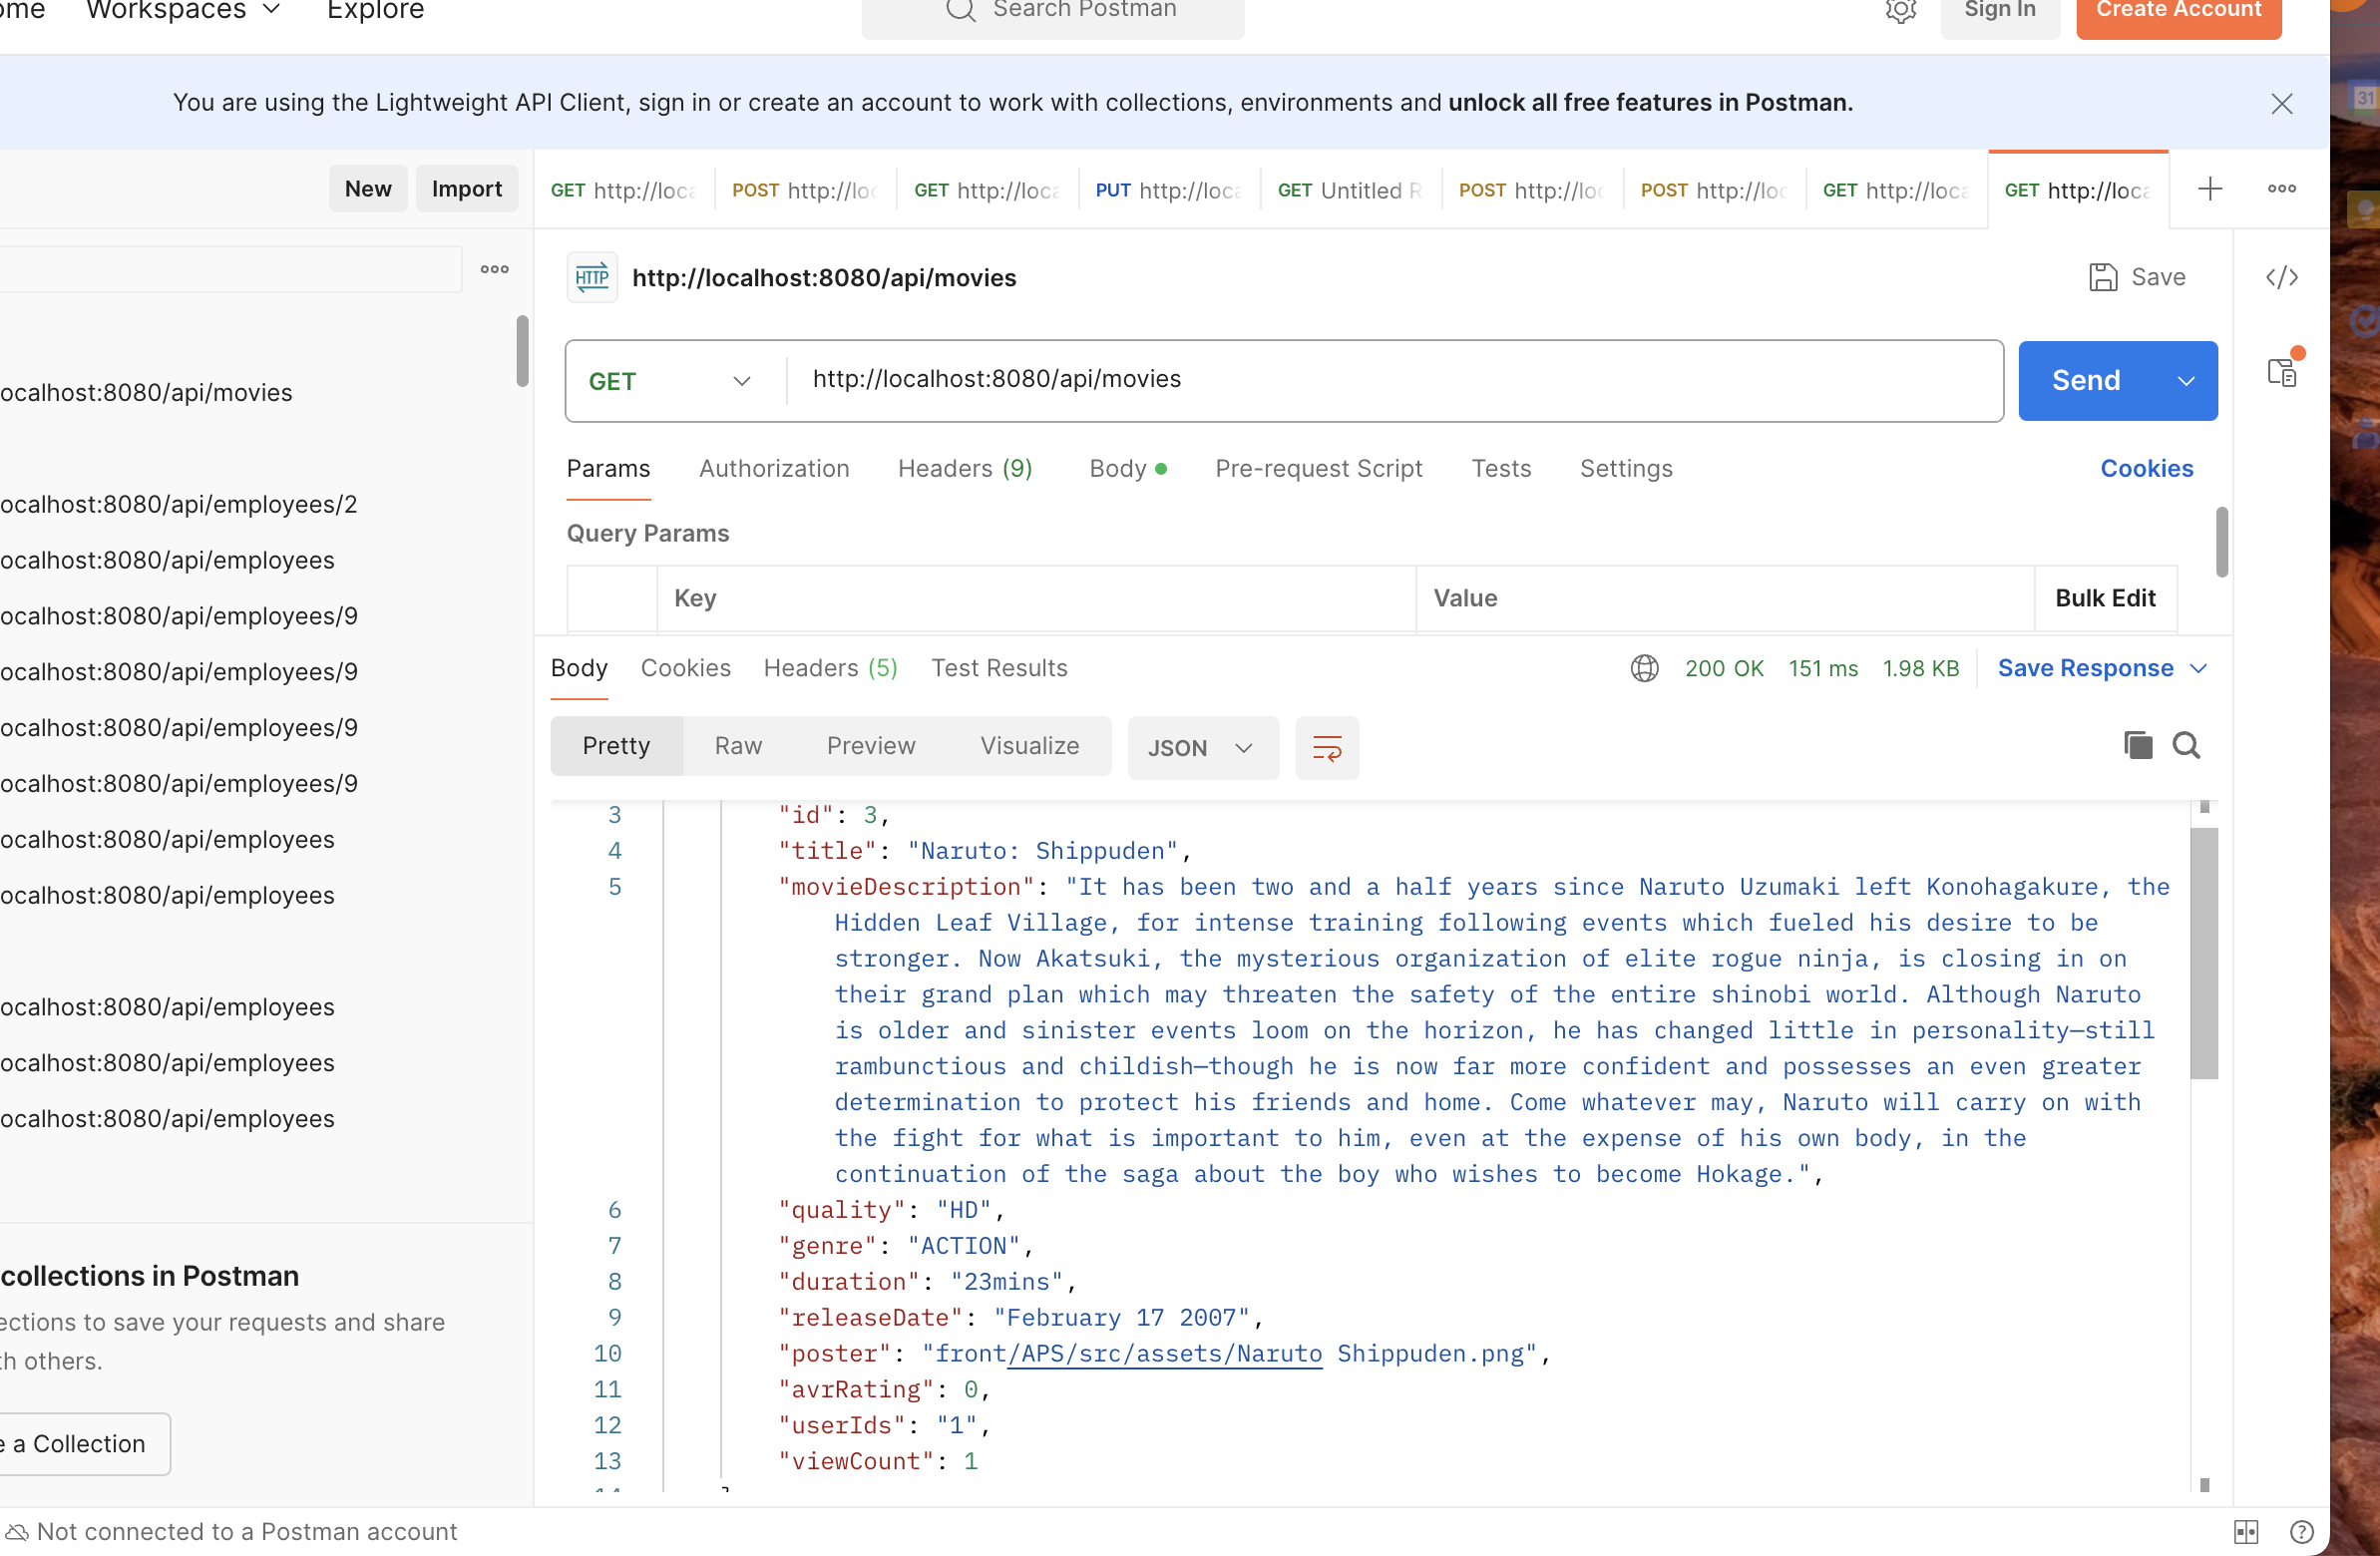 Workspaces
Explore
Search Postman
Sign In
Create Account
You are using the Lightweight API Client, sign in or create an account to work with collections, environments and unlock all free features in Postman.
31
New
Import
GET http://loca
POST http://loc
GET http://loca
PUT http://loca
GET Untitled R
POST http://loc
POST http://loc
GET http://loca
GET http://loca
HTTP http://localhost:8080/api/movies
Save
</>
ocalhost:8080/api/movies
ocalhost:8080/api/employees/2
ocalhost:8080/api/employees
ocalhost:8080/api/employees/9
ocalhost:8080/api/employees/9
ocalhost:8080/api/employees/9
ocalhost:8080/api/employees/9
ocalhost:8080/api/employees
ocalhost:8080/api/employees
ocalhost:8080/api/employees
ocalhost:8080/api/employees
ocalhost:8080/api/employees
collections in Postman
ections to save your requests and share
th others.
e a Collection
GET
http://localhost:8080/api/movies
Send
Params
Authorization
Headers (9)
Body
Pre-request Script
Tests
Settings
Cookies
Query Params
Key
Value
Bulk Edit
Body
Cookies
Headers (5)
Test Results
200 OK
151 ms
1.98 KB
Save Response
Pretty
Raw
Preview
Visualize
JSON
3 "id": 3,
4 "title": "Naruto: Shippuden",
5 "movieDescription": "It has been two and a half years since Naruto Uzumaki left Konohagakure, the
Hidden Leaf Village, for intense training following events which fueled his desire to be
stronger. Now Akatsuki, the mysterious organization of elite rogue ninja, is closing in on
their grand plan which may threaten the safety of the entire shinobi world. Although Naruto
is older and sinister events loom on the horizon, he has changed little in personality—still
rambunctious and childish—though he is now far more confident and possesses an even greater
determination to protect his friends and home. Come whatever may, Naruto will carry on with
the fight for what is important to him, even at the expense of his own body, in the
continuation of the saga about the boy who wishes to become Hokage.",
6 "quality": "HD",
7 "genre": "ACTION",
8 "duration": "23mins",
9 "releaseDate": "February 17 2007",
10 "poster": "front/APS/src/assets/Naruto Shippuden.png",
11 "avrRating": 0,
12 "userIds": "1",
13 "viewCount": 1
Not connected to a Postman account